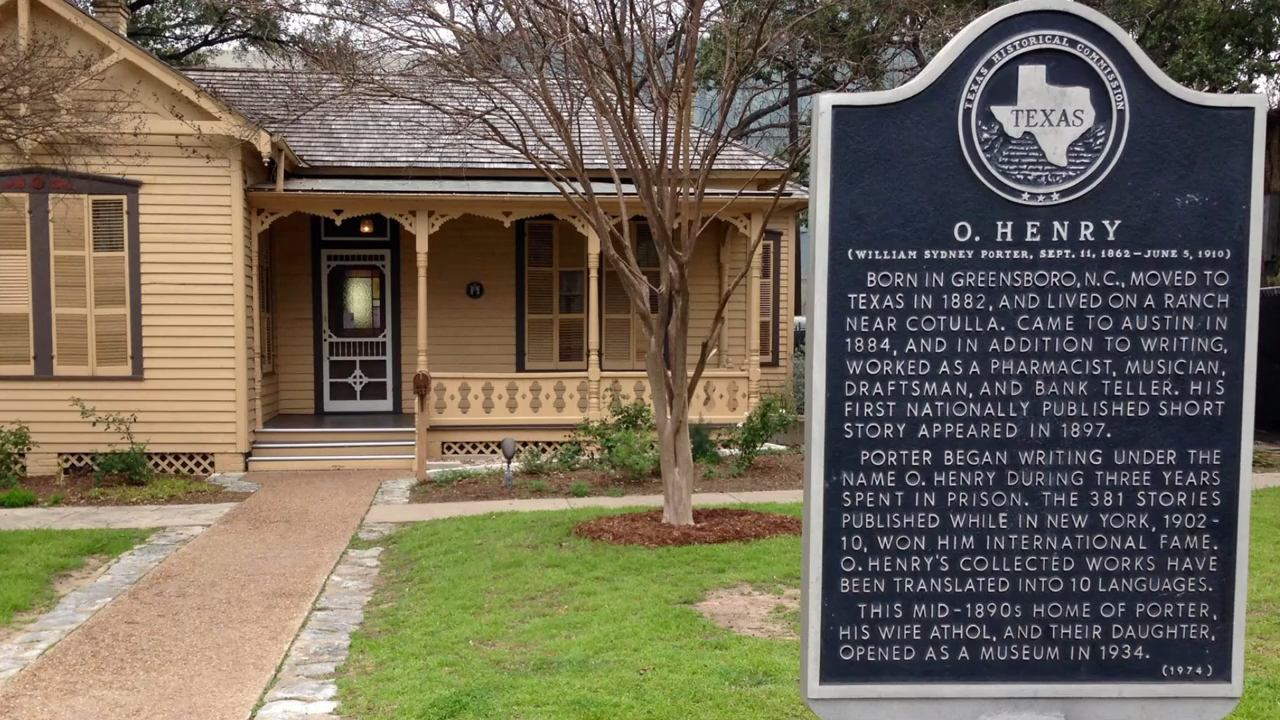 TEXAS HISTORICAL COMMISSION
TEXAS
O. HENRY
(WILLIAM SYDNEY PORTER, SEPT. 11, 1862–JUNE 5, 1910)
BORN IN GREENSBORO, N.C., MOVED TO
TEXAS IN 1882, AND LIVED ON A RANCH
NEAR COTULLA. CAME TO AUSTIN IN
1884, AND IN ADDITION TO WRITING,
WORKED AS A PHARMACIST, MUSICIAN,
DRAFTSMAN, AND BANK TELLER. HIS
FIRST NATIONALLY PUBLISHED SHORT
STORY APPEARED IN 1897.
PORTER BEGAN WRITING UNDER THE
NAME O. HENRY DURING THREE YEARS
SPENT IN PRISON. THE 381 STORIES
PUBLISHED WHILE IN NEW YORK, 1902-
10, WON HIM INTERNATIONAL FAME.
O. HENRY'S COLLECTED WORKS HAVE
BEEN TRANSLATED INTO 10 LANGUAGES.
THIS MID-1890s HOME OF PORTER,
HIS WIFE ATHOL, AND THEIR DAUGHTER,
OPENED AS A MUSEUM IN 1934.
(1974)